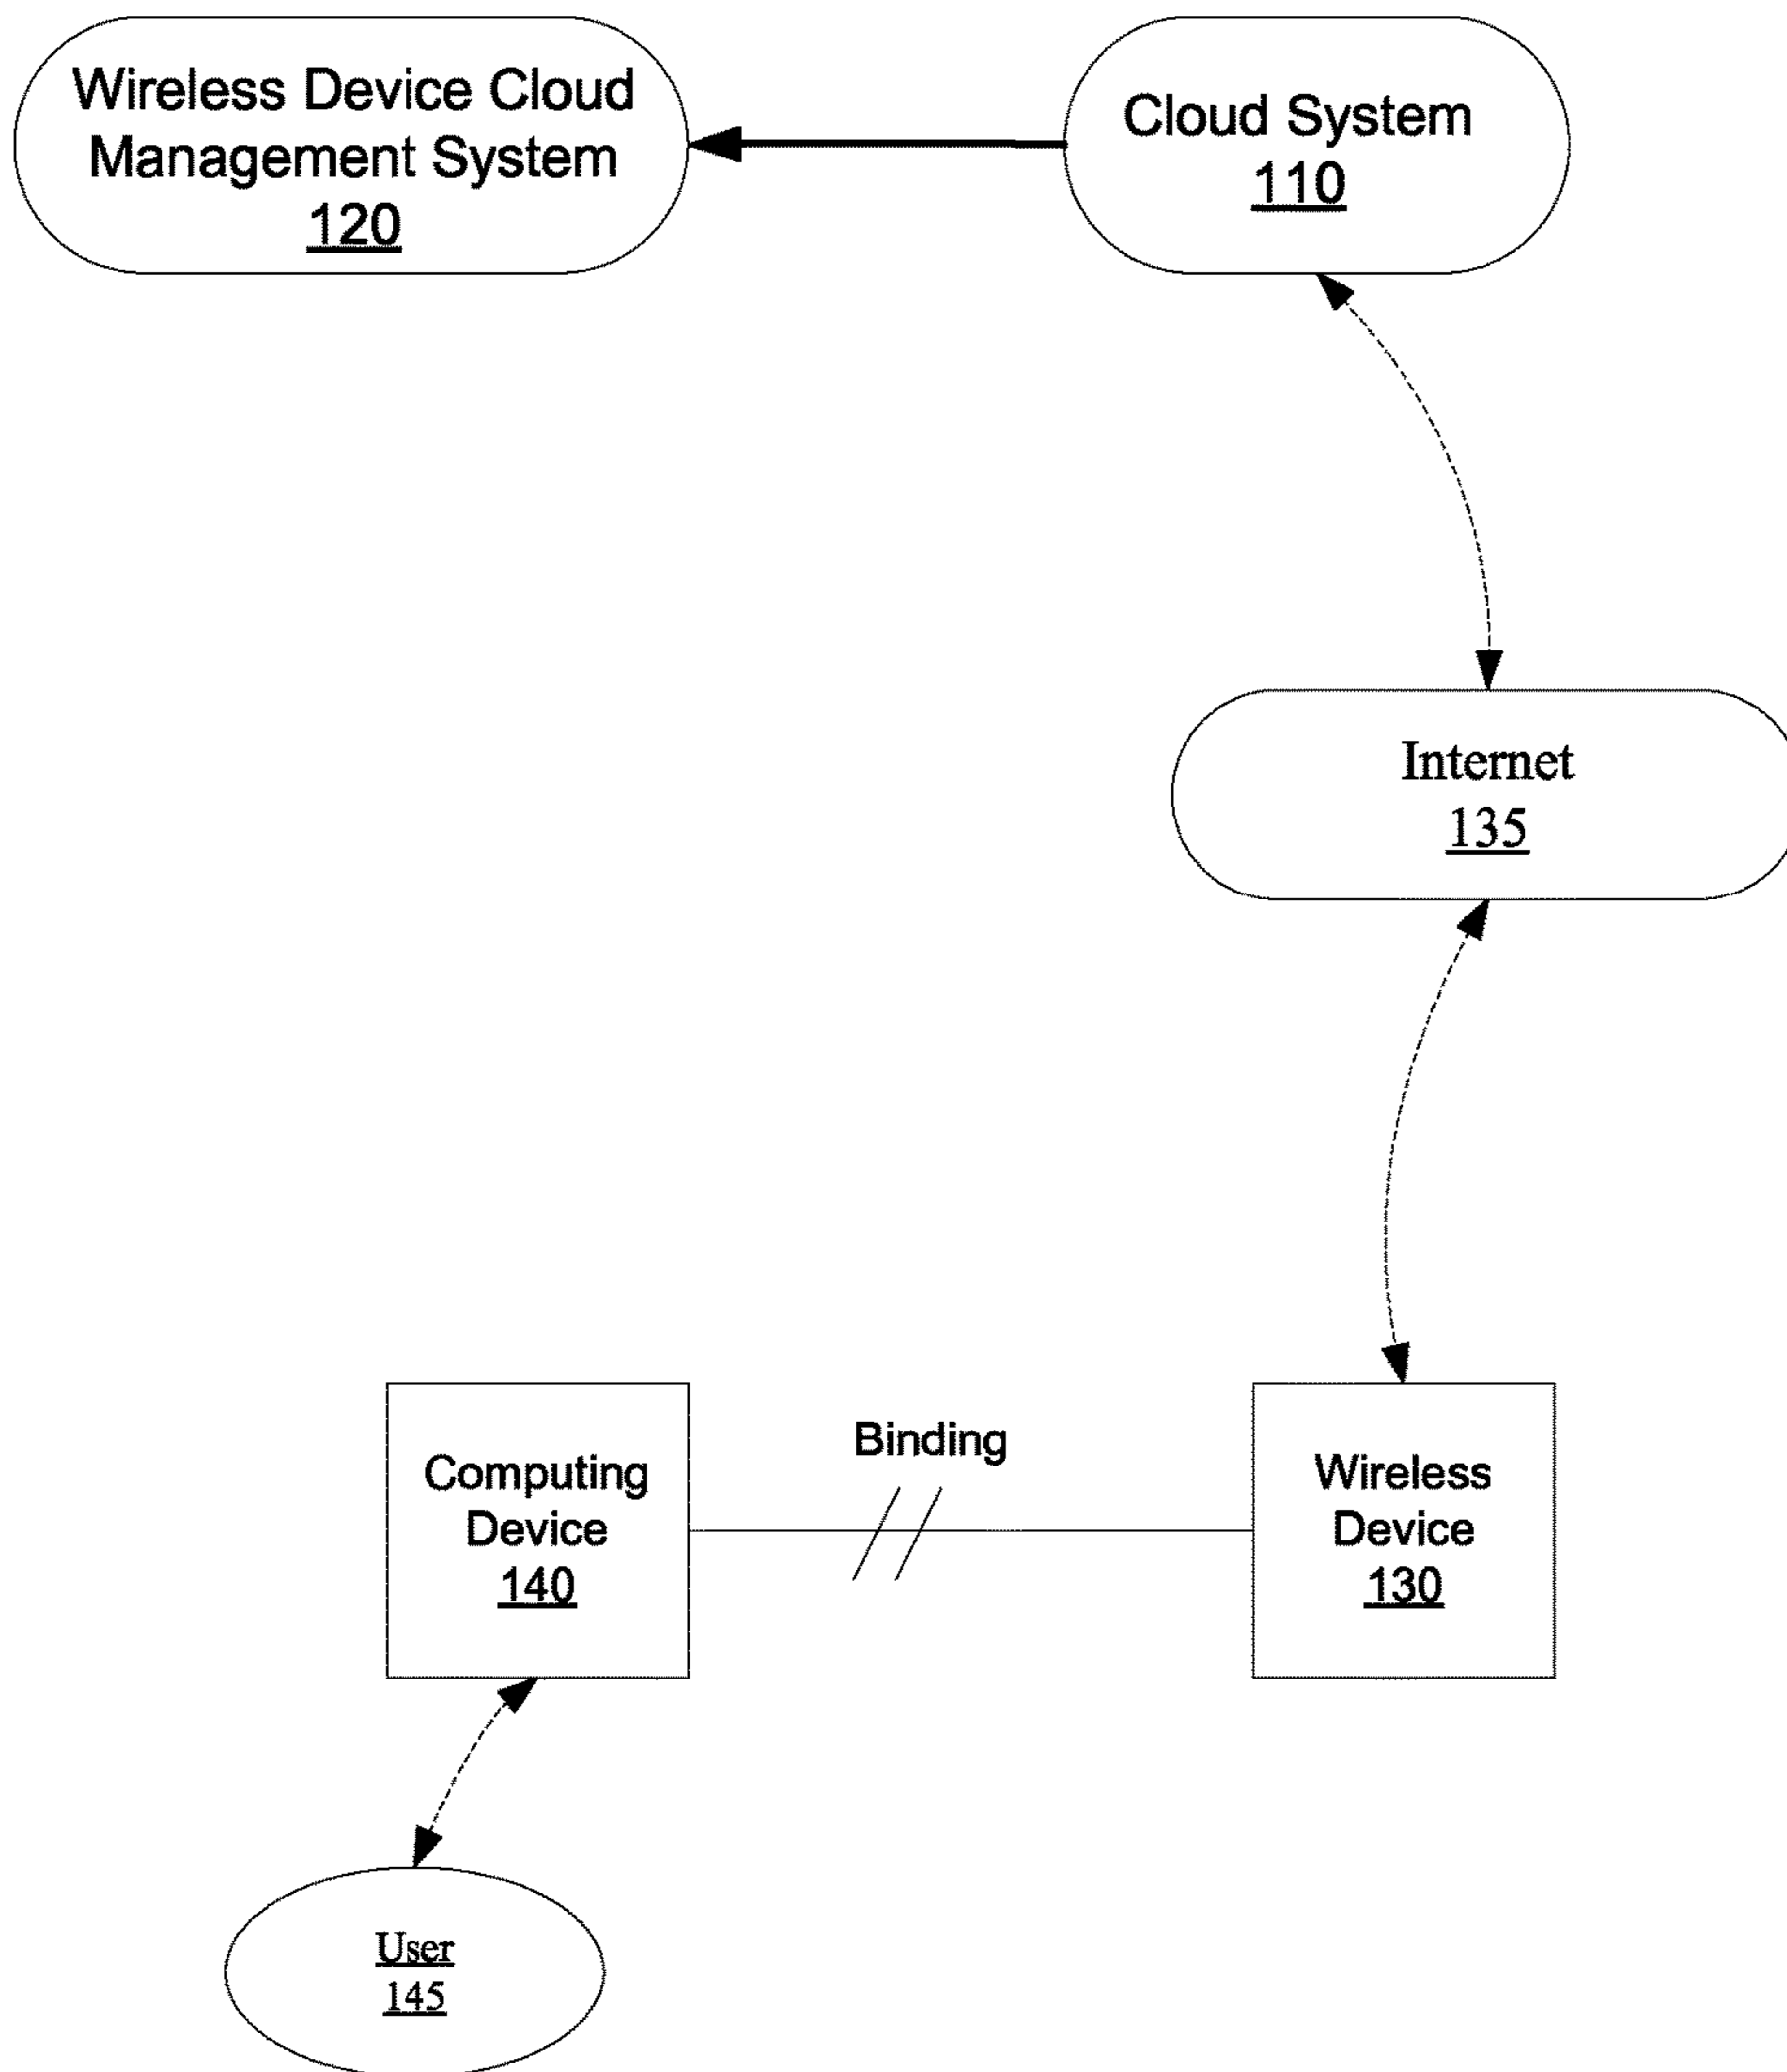 Wireless Device Cloud
Management System
120
Cloud System
110
Internet
135
Binding
Computing
Device
140
Wireless
Device
130
User
145